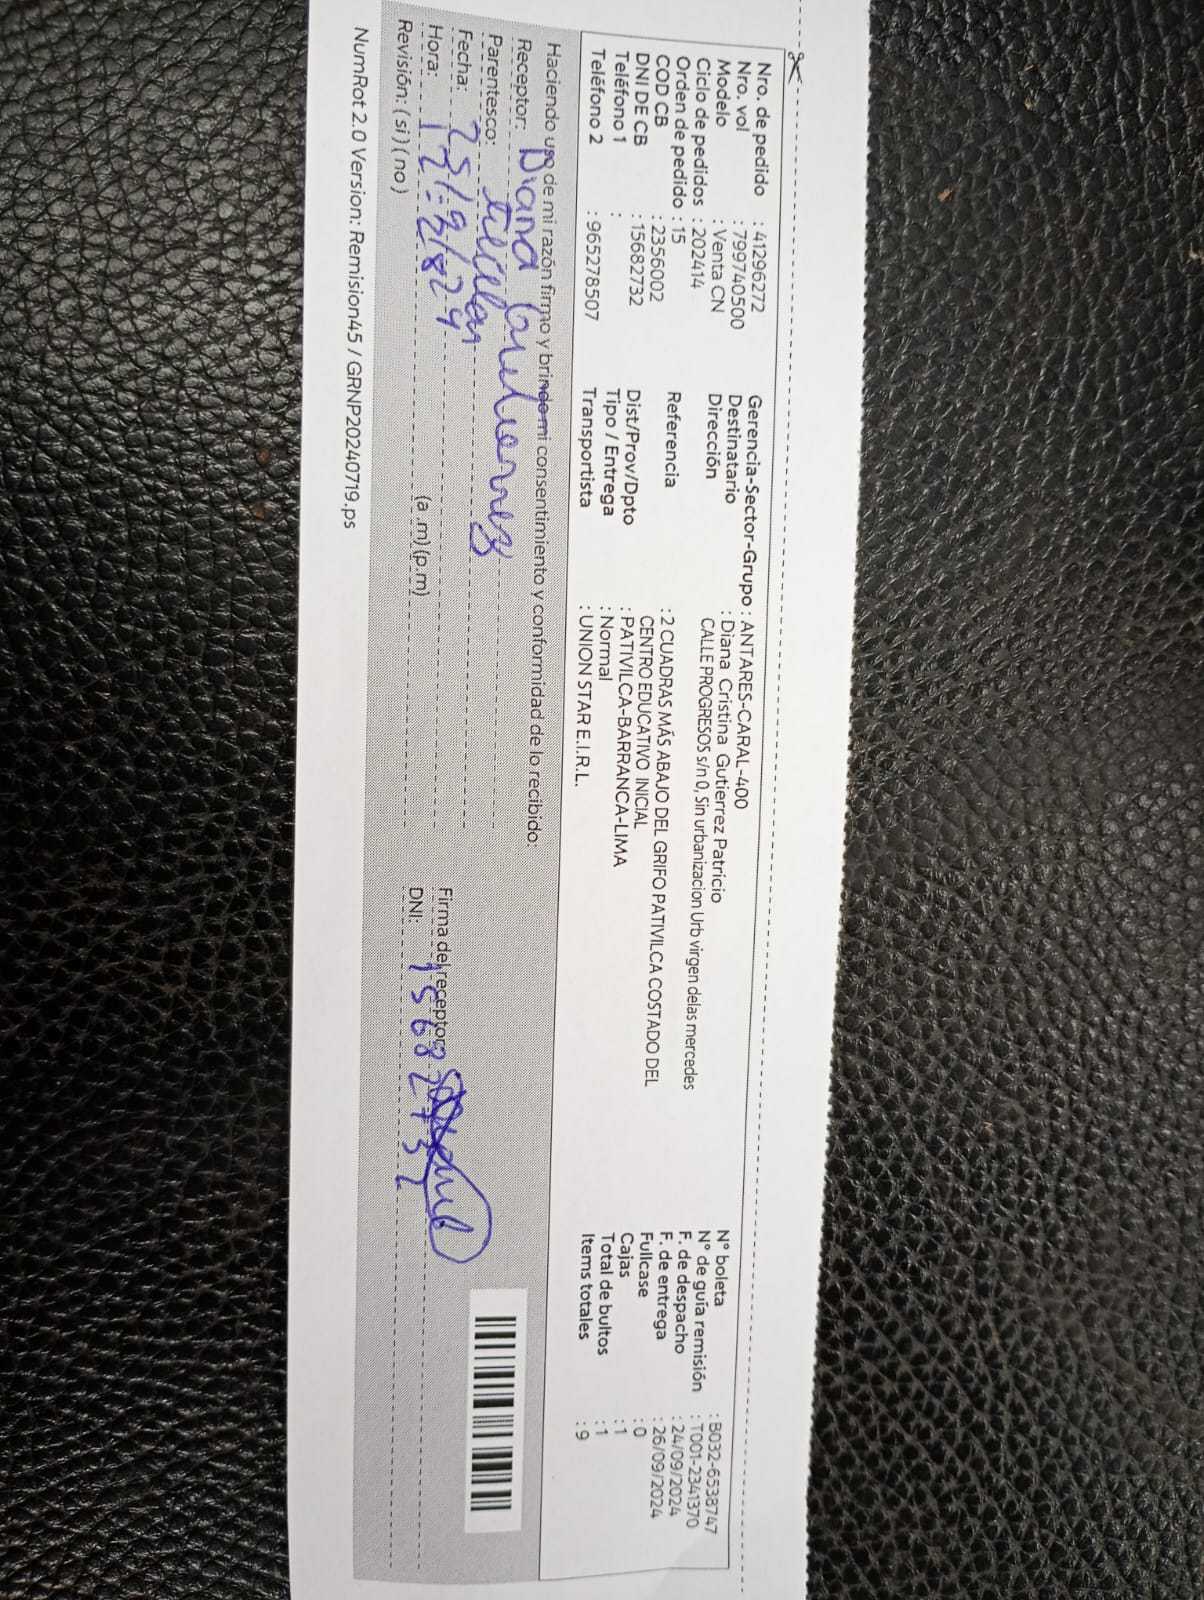 Nro. de pedido : 41296272
Nro. vol : 799740500
Modelo : Venta CN
Ciclo de pedidos : 202414
Orden de pedido : 15
COD CB : 2356002
DNI DE CB : 15682732
Teléfono 1 :
Teléfono 2 : 965278507
Gerencia-Sector-Grupo : ANTARES-CARAL-400
Destinatario : Diana Cristina Gutierrez Patricio
Dirección CALLE PROGRESOS s/n 0, Sin urbanizacion Urb virgen delas mercedes
Referencia : 2 CUADRAS MÁS ABAJO DEL GRIFO PATIVILCA COSTADO DEL
CENTRO EDUCATIVO INICIAL
Dist/Prov/Dpto : PATIVILCA-BARRANCA-LIMA
Tipo / Entrega : Normal
Transportista : UNION STAR E.I.R.L.
N° boleta : B032-6538747
N° de guía remisión : T001-2341370
F. de despacho : 24/09/2024
F. de entrega : 26/09/2024
Fullcase : 0
Cajas : 1
Total de bultos : 1
Items totales : 9
Haciendo uso de mi razón firmo y brindo mi consentimiento y conformidad de lo recibido:
Receptor: Diana Gutierrez
Parentesco: titular
Fecha: 25/9/24
Hora: (a .m) (p.m)
Revisión: ( si ) ( no )
Firma del receptor:
DNI: 15682732
NumRot 2.0 Version: Remision45 / GRNP20240719.ps